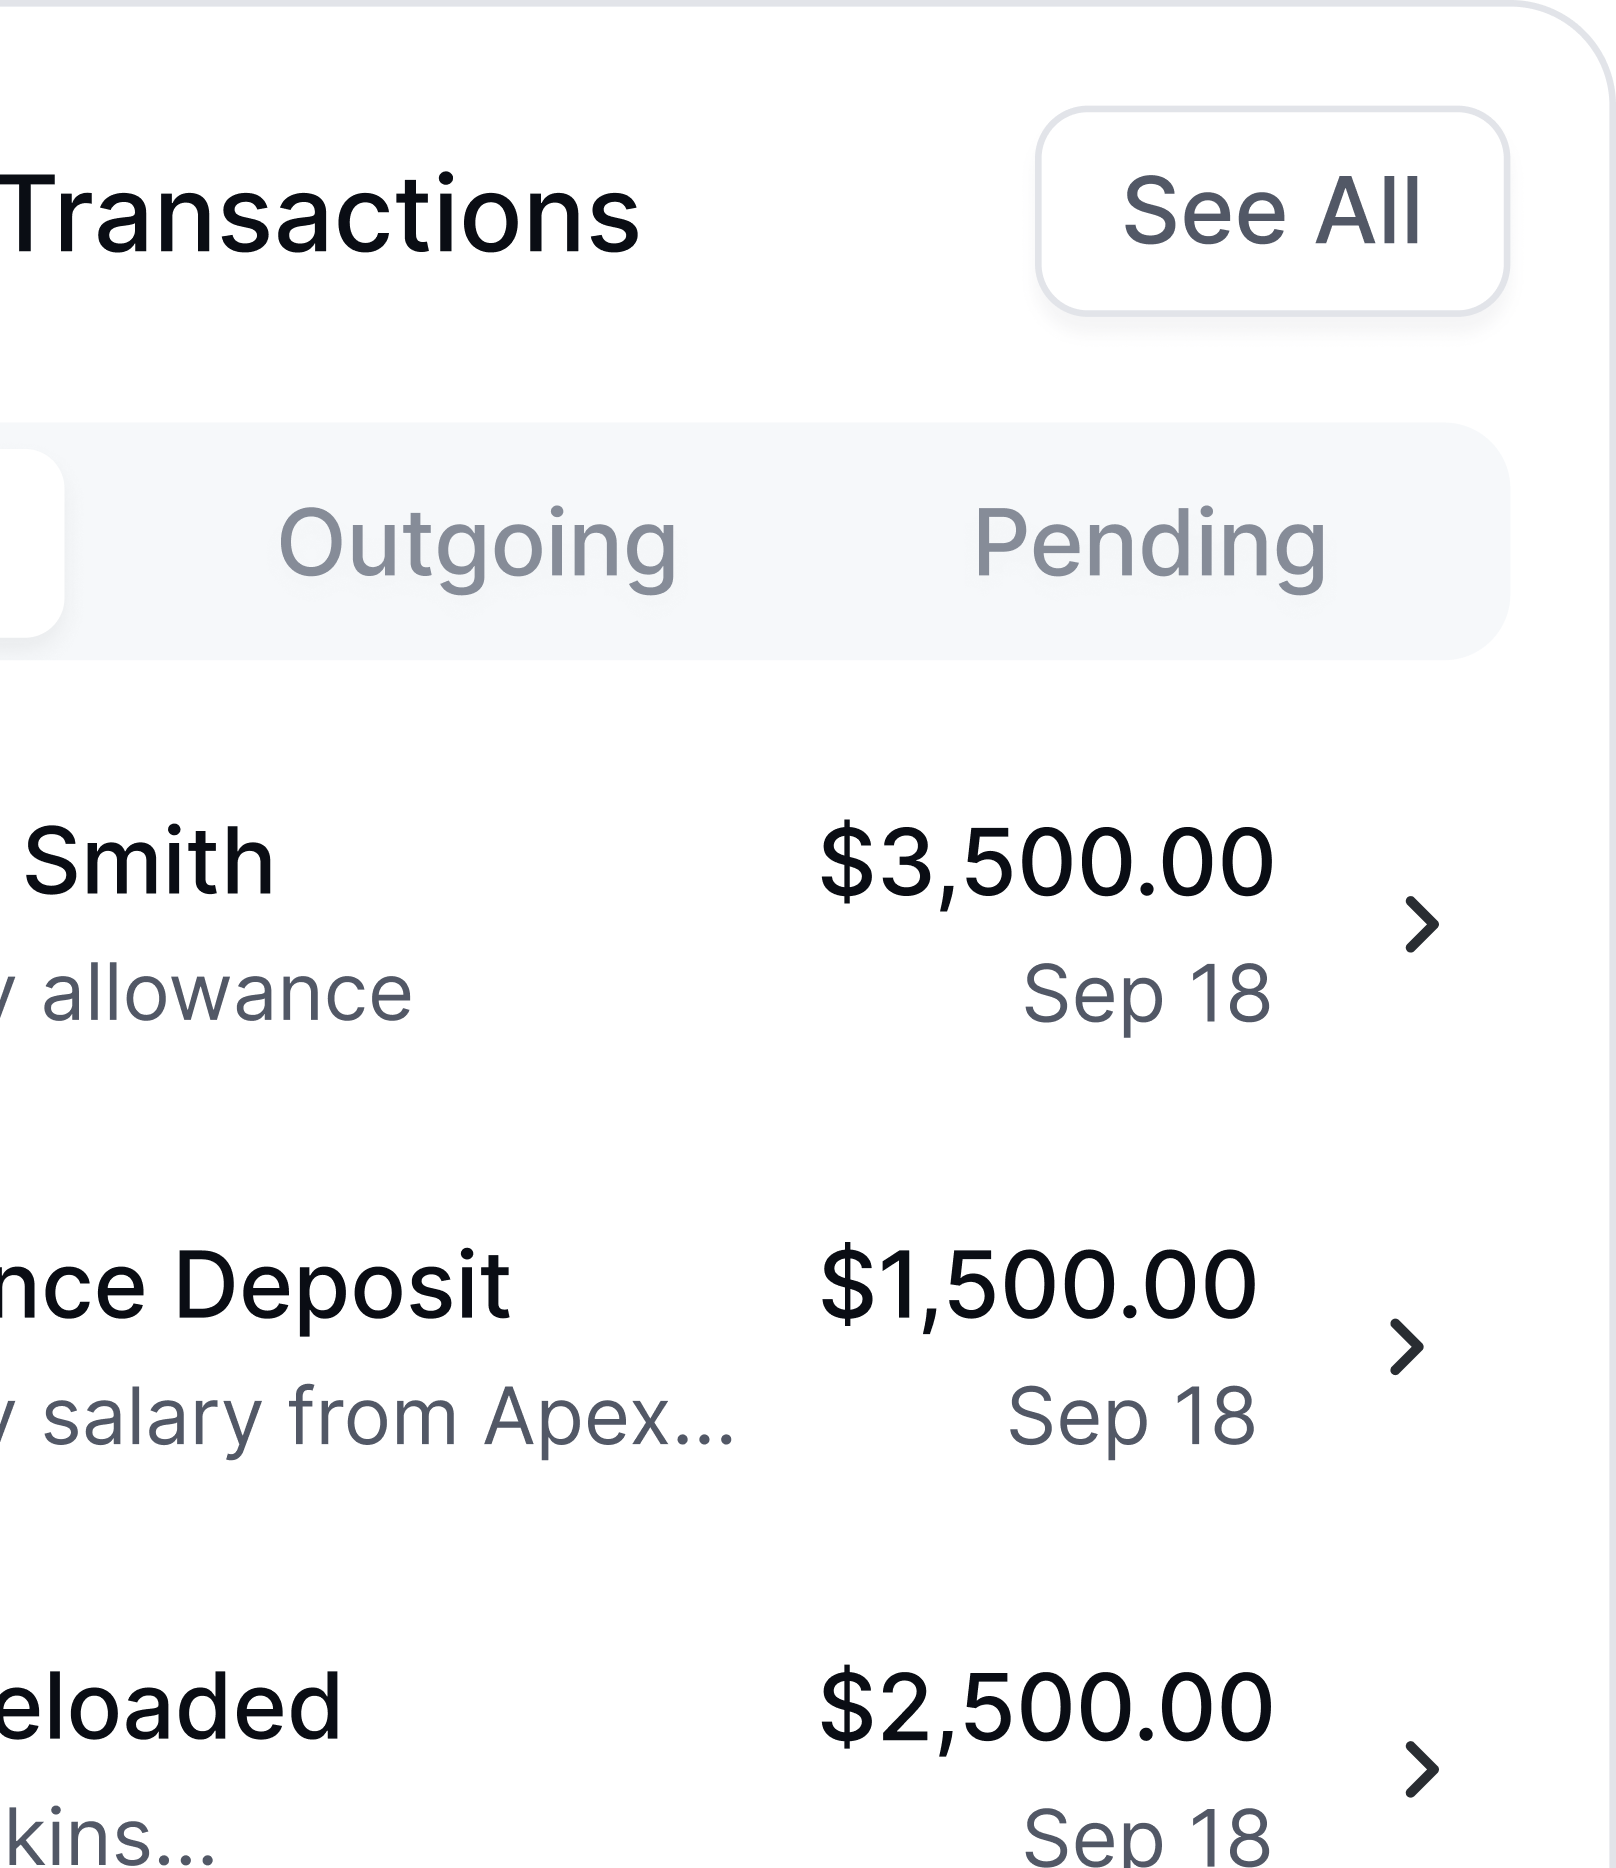 Transactions
See All
Outgoing Pending
Smith $3,500.00
allowance Sep 18
Deposit $1,500.00
salary from Apex... Sep 18
eloaded $2,500.00
kins... Sep 18